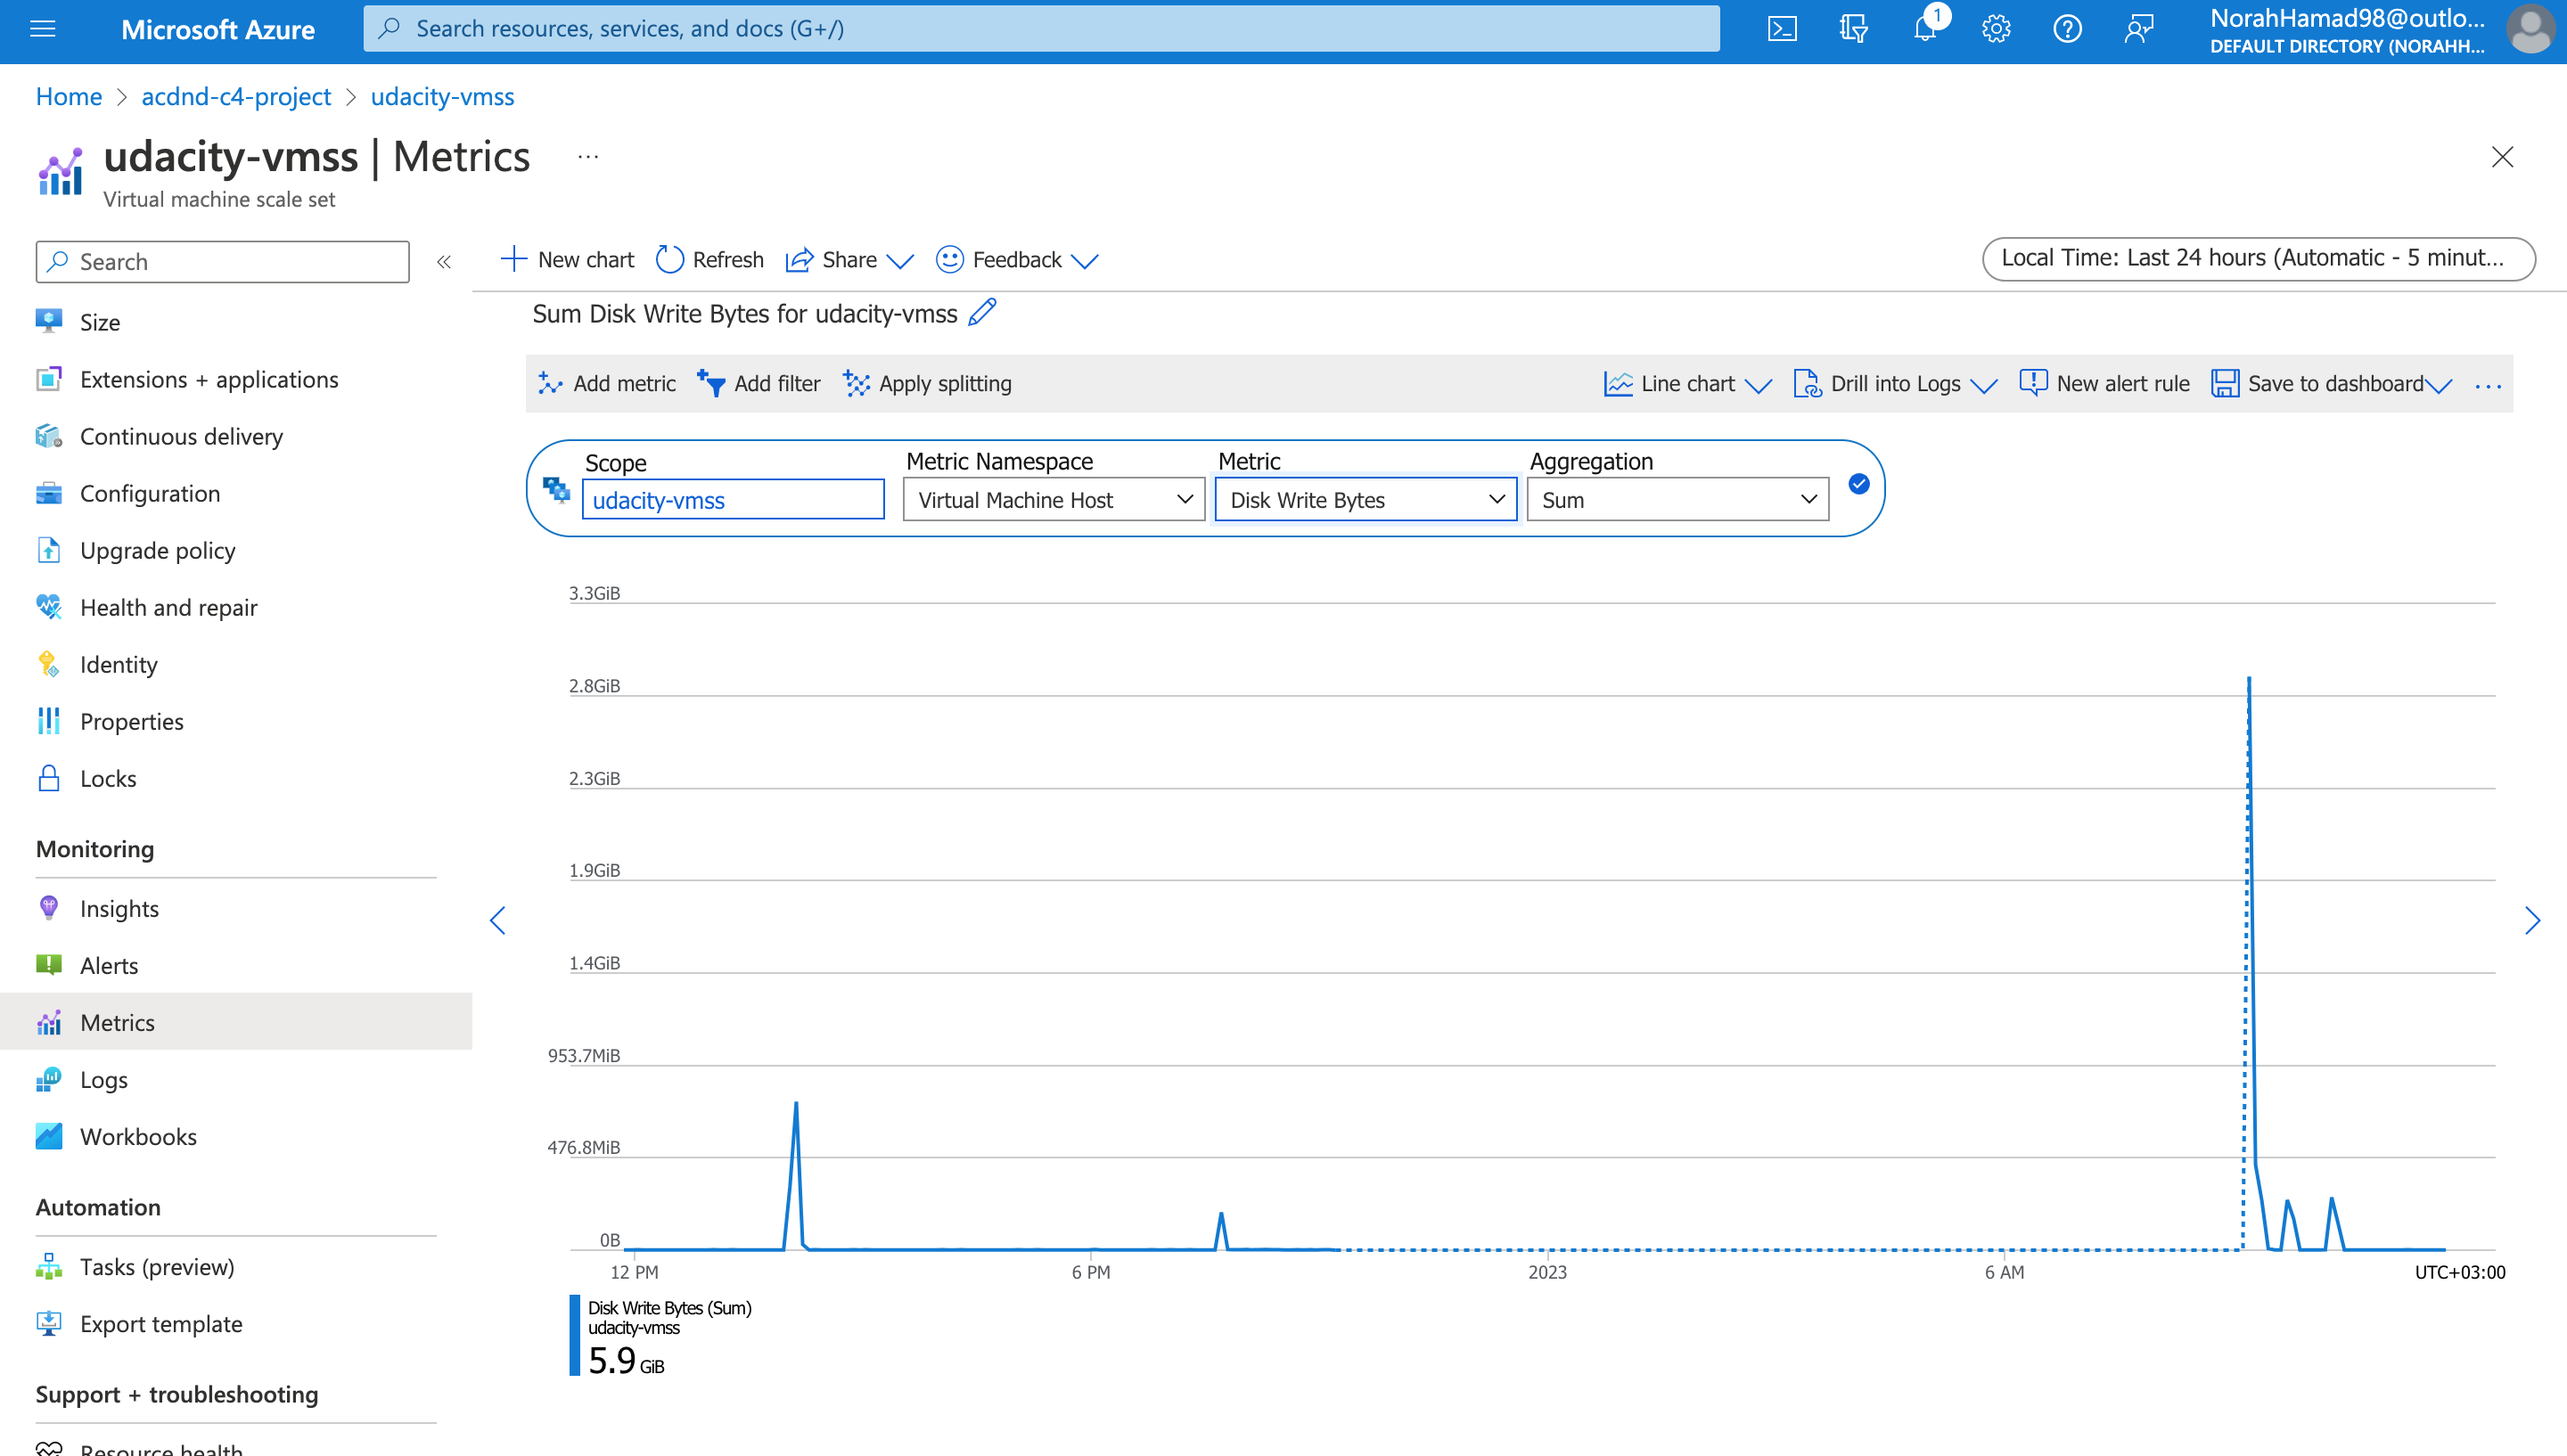 Microsoft Azure
Search resources, services, and docs (G+/)
1
NorahHamad98@outlo...
DEFAULT DIRECTORY (NORAHH...
Home > acdnd-c4-project > udacity-vmss
udacity-vmss | Metrics ...
Virtual machine scale set
Search
«
New chart
Refresh
Share
Feedback
Local Time: Last 24 hours (Automatic - 5 minut...
Size
Extensions + applications
Continuous delivery
Configuration
Upgrade policy
Health and repair
Identity
Properties
Locks
Monitoring
Insights
Alerts
Metrics
Logs
Workbooks
Automation
Tasks (preview)
Export template
Support + troubleshooting
Resource health
Sum Disk Write Bytes for udacity-vmss
Add metric
Add filter
Apply splitting
Line chart
Drill into Logs
New alert rule
Save to dashboard
...
Scope
udacity-vmss
Metric Namespace
Virtual Machine Host
Metric
Disk Write Bytes
Aggregation
Sum
3.3GiB
2.8GiB
2.3GiB
1.9GiB
1.4GiB
953.7MiB
476.8MiB
0B
12 PM
6 PM
2023
6 AM
UTC+03:00
Disk Write Bytes (Sum)
udacity-vmss
5.9 GiB